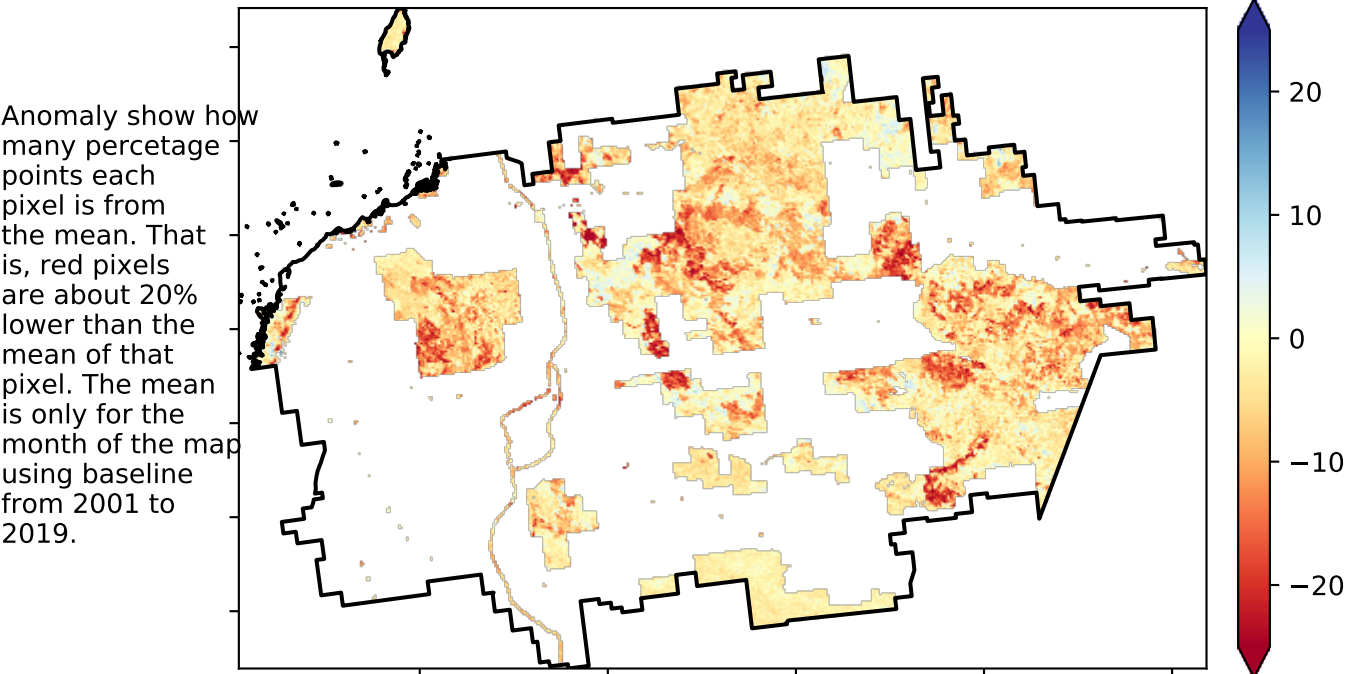 Anomaly show how
many percetage
points each
pixel is from
the mean. That
is, red pixels
are about 20%
lower than the
mean of that
pixel. The mean
is only for the
month of the map
using baseline
from 2001 to
2019.
20
10
0
−10
−20